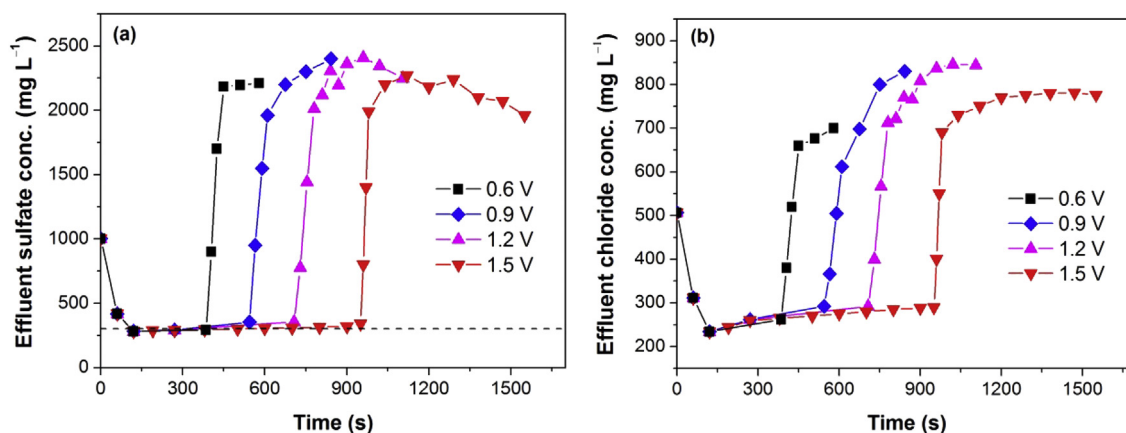 (a)
Effluent sulfate conc. (mg L⁻¹)
2500
2000
1500
1000
500
0
0.6 V
0.9 V
1.2 V
1.5 V
0 300 600 900 1200 1500
Time (s)
(b)
Effluent chloride conc. (mg L⁻¹)
900
800
700
600
500
400
300
200
0.6 V
0.9 V
1.2 V
1.5 V
0 300 600 900 1200 1500
Time (s)